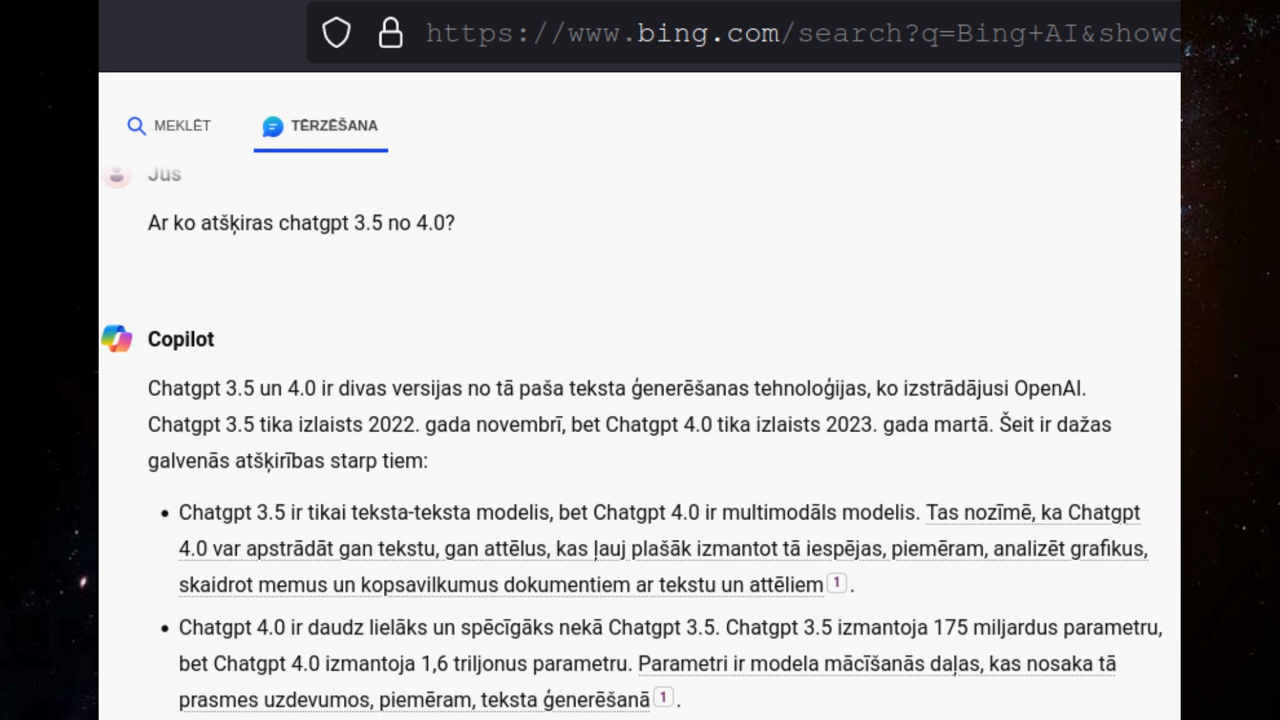 https://www.bing.com/search?q=Bing+AI&showc
MEKLĒT
TĒRZĒŠANA
Jūs
Ar ko atšķiras chatgpt 3.5 no 4.0?
Copilot
Chatgpt 3.5 un 4.0 ir divas versijas no tā paša teksta ģenerēšanas tehnoloģijas, ko izstrādājusi OpenAI.
Chatgpt 3.5 tika izlaists 2022. gada novembrī, bet Chatgpt 4.0 tika izlaists 2023. gada martā. Šeit ir dažas
galvenās atšķirības starp tiem:
• Chatgpt 3.5 ir tikai teksta-teksta modelis, bet Chatgpt 4.0 ir multimodāls modelis. Tas nozīmē, ka Chatgpt
4.0 var apstrādāt gan tekstu, gan attēlus, kas ļauj plašāk izmantot tā iespējas, piemēram, analizēt grafikus,
skaidrot memus un kopsavilkumus dokumentiem ar tekstu un attēliem 1 .
• Chatgpt 4.0 ir daudz lielāks un spēcīgāks nekā Chatgpt 3.5. Chatgpt 3.5 izmantoja 175 miljardus parametru,
bet Chatgpt 4.0 izmantoja 1,6 triljonus parametru. Parametri ir modela mācīšanās daļas, kas nosaka tā
prasmes uzdevumos, piemēram, teksta ģenerēšanā 1 .